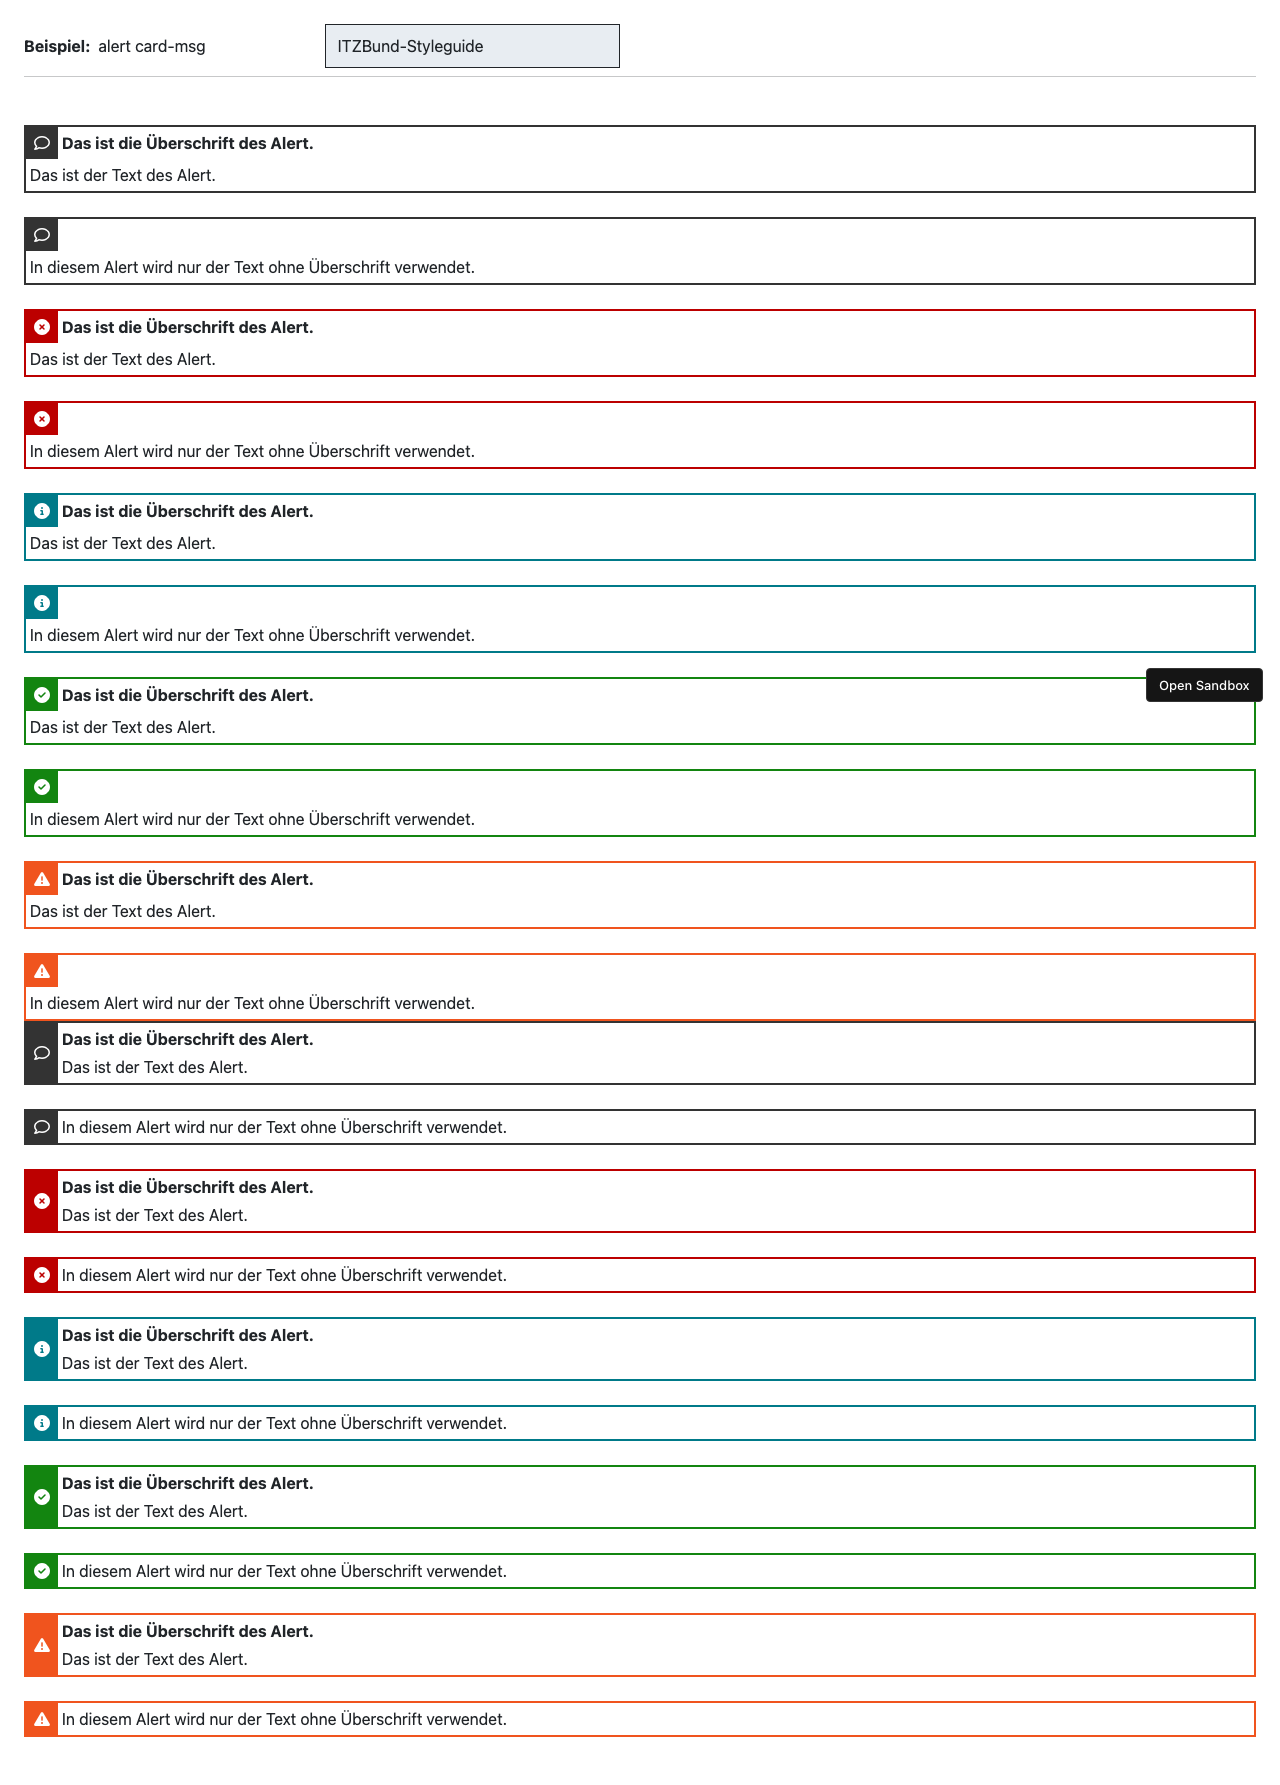 Beispiel: alert card-msg
ITZBund-Styleguide
Das ist die Überschrift des Alert.
Das ist der Text des Alert.
In diesem Alert wird nur der Text ohne Überschrift verwendet.
Das ist die Überschrift des Alert.
Das ist der Text des Alert.
In diesem Alert wird nur der Text ohne Überschrift verwendet.
Das ist die Überschrift des Alert.
Das ist der Text des Alert.
In diesem Alert wird nur der Text ohne Überschrift verwendet.
Open Sandbox
Das ist die Überschrift des Alert.
Das ist der Text des Alert.
In diesem Alert wird nur der Text ohne Überschrift verwendet.
Das ist die Überschrift des Alert.
Das ist der Text des Alert.
In diesem Alert wird nur der Text ohne Überschrift verwendet.
Das ist die Überschrift des Alert.
Das ist der Text des Alert.
In diesem Alert wird nur der Text ohne Überschrift verwendet.
Das ist die Überschrift des Alert.
Das ist der Text des Alert.
In diesem Alert wird nur der Text ohne Überschrift verwendet.
Das ist die Überschrift des Alert.
Das ist der Text des Alert.
In diesem Alert wird nur der Text ohne Überschrift verwendet.
Das ist die Überschrift des Alert.
Das ist der Text des Alert.
In diesem Alert wird nur der Text ohne Überschrift verwendet.
Das ist die Überschrift des Alert.
Das ist der Text des Alert.
In diesem Alert wird nur der Text ohne Überschrift verwendet.